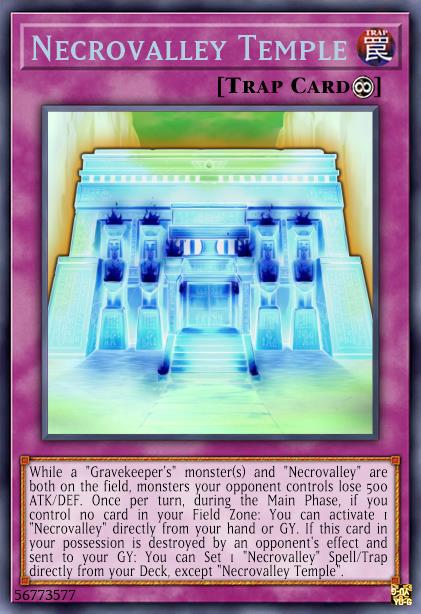 NECROVALLEY TEMPLE
TRAP
罠
[TRAP CARD♾]
While a "Gravekeeper's" monster(s) and "Necrovalley" are
both on the field, monsters your opponent controls lose 500
ATK/DEF. Once per turn, during the Main Phase, if you
control no card in your Field Zone: You can activate 1
"Necrovalley" directly from your hand or GY. If this card in
your possession is destroyed by an opponent's effect and
sent to your GY: You can Set 1 "Necrovalley" Spell/Trap
directly from your Deck, except "Necrovalley Temple".
56773577